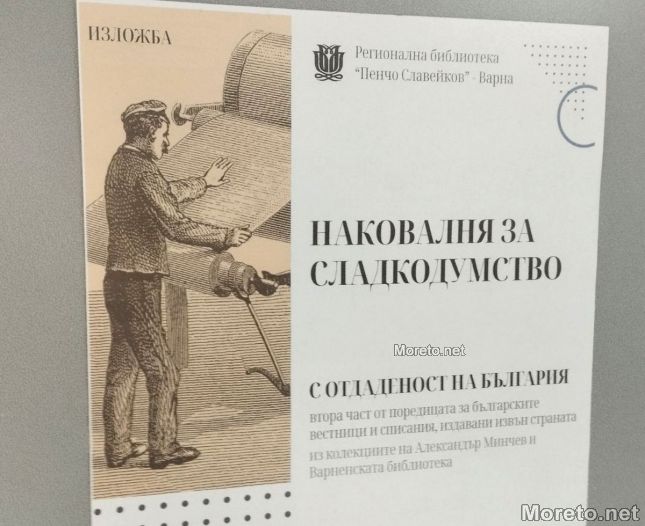 ИЗЛОЖБА
Регионална библиотека
“Пенчо Славейков” - Варна
НАКОВАЛНЯ ЗА
СЛАДКОДУМСТВО
Moreto.net
С ОТДАДЕНОСТ НА БЪЛГАРИЯ
втора част от поредицата за българските
вестници и списания, издавани извън страната
из колекциите на Александър Минчев и
Варненската библиотека
Moreto.net